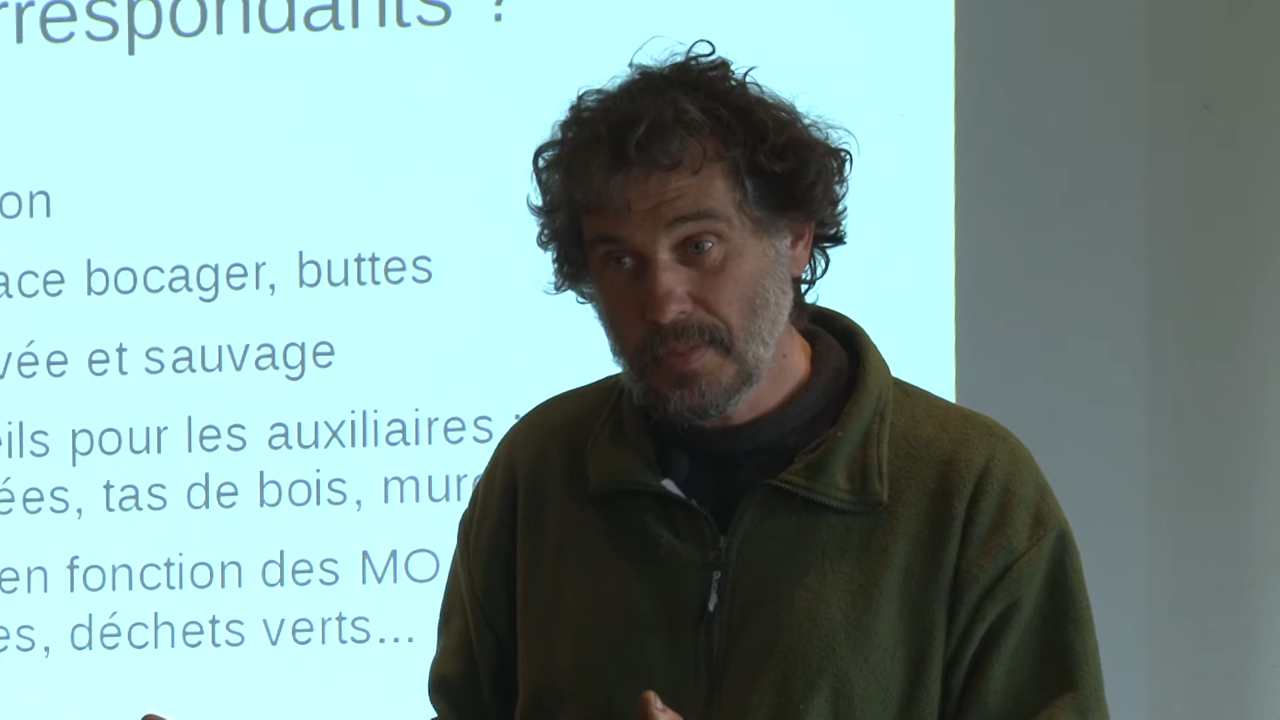 rrespondants ?
on
ace bocager, buttes
vée et sauvage
eils pour les auxiliaires :
ées, tas de bois, mur
en fonction des MO
es, déchets verts...